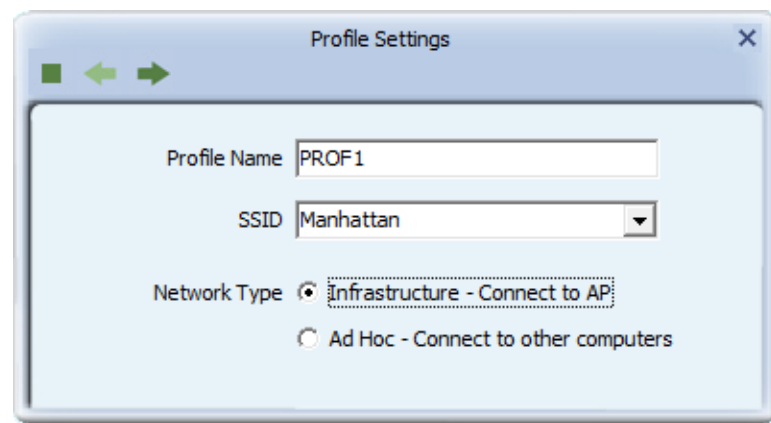 Profile Settings
Profile Name PROF1
SSID Manhattan
Network Type Infrastructure - Connect to AP
Ad Hoc - Connect to other computers